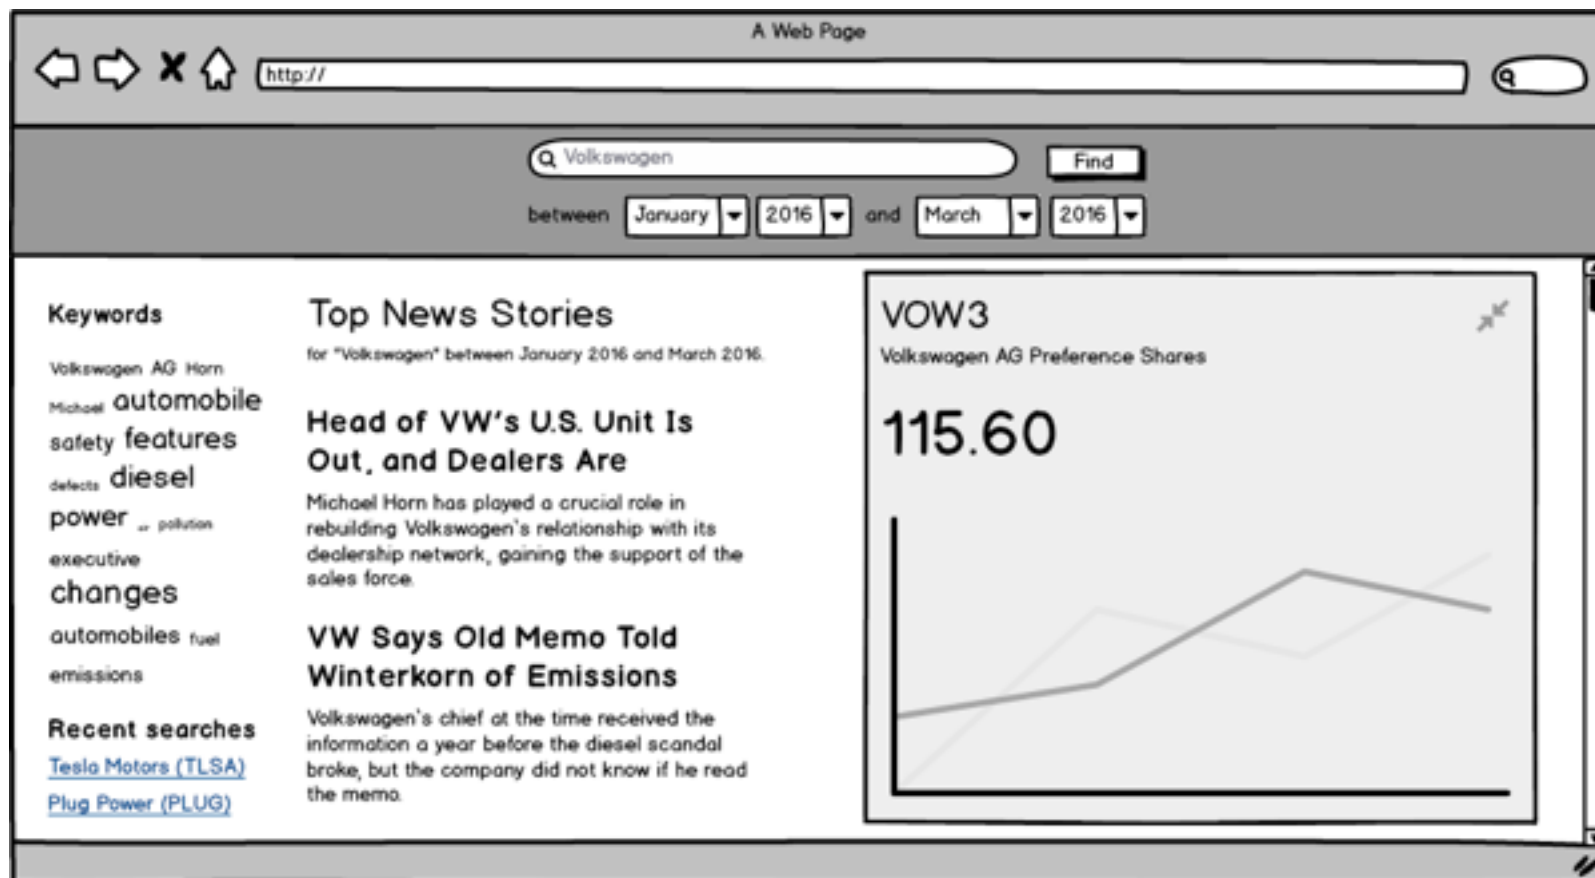 A Web Page
http://
Volkswagen
Find
between January 2016 and March 2016
Keywords
Volkswagen AG Horn
Michael automobile
safety features
defects diesel
power pollution
executive
changes
automobiles fuel
emissions
Recent searches
Tesla Motors (TLSA)
Plug Power (PLUG)
Top News Stories
for "Volkswagen" between January 2016 and March 2016.
Head of VW's U.S. Unit Is
Out, and Dealers Are
Michael Horn has played a crucial role in
rebuilding Volkswagen's relationship with its
dealership network, gaining the support of the
sales force.
VW Says Old Memo Told
Winterkorn of Emissions
Volkswagen's chief at the time received the
information a year before the diesel scandal
broke, but the company did not know if he read
the memo.
VOW3
Volkswagen AG Preference Shares
115.60